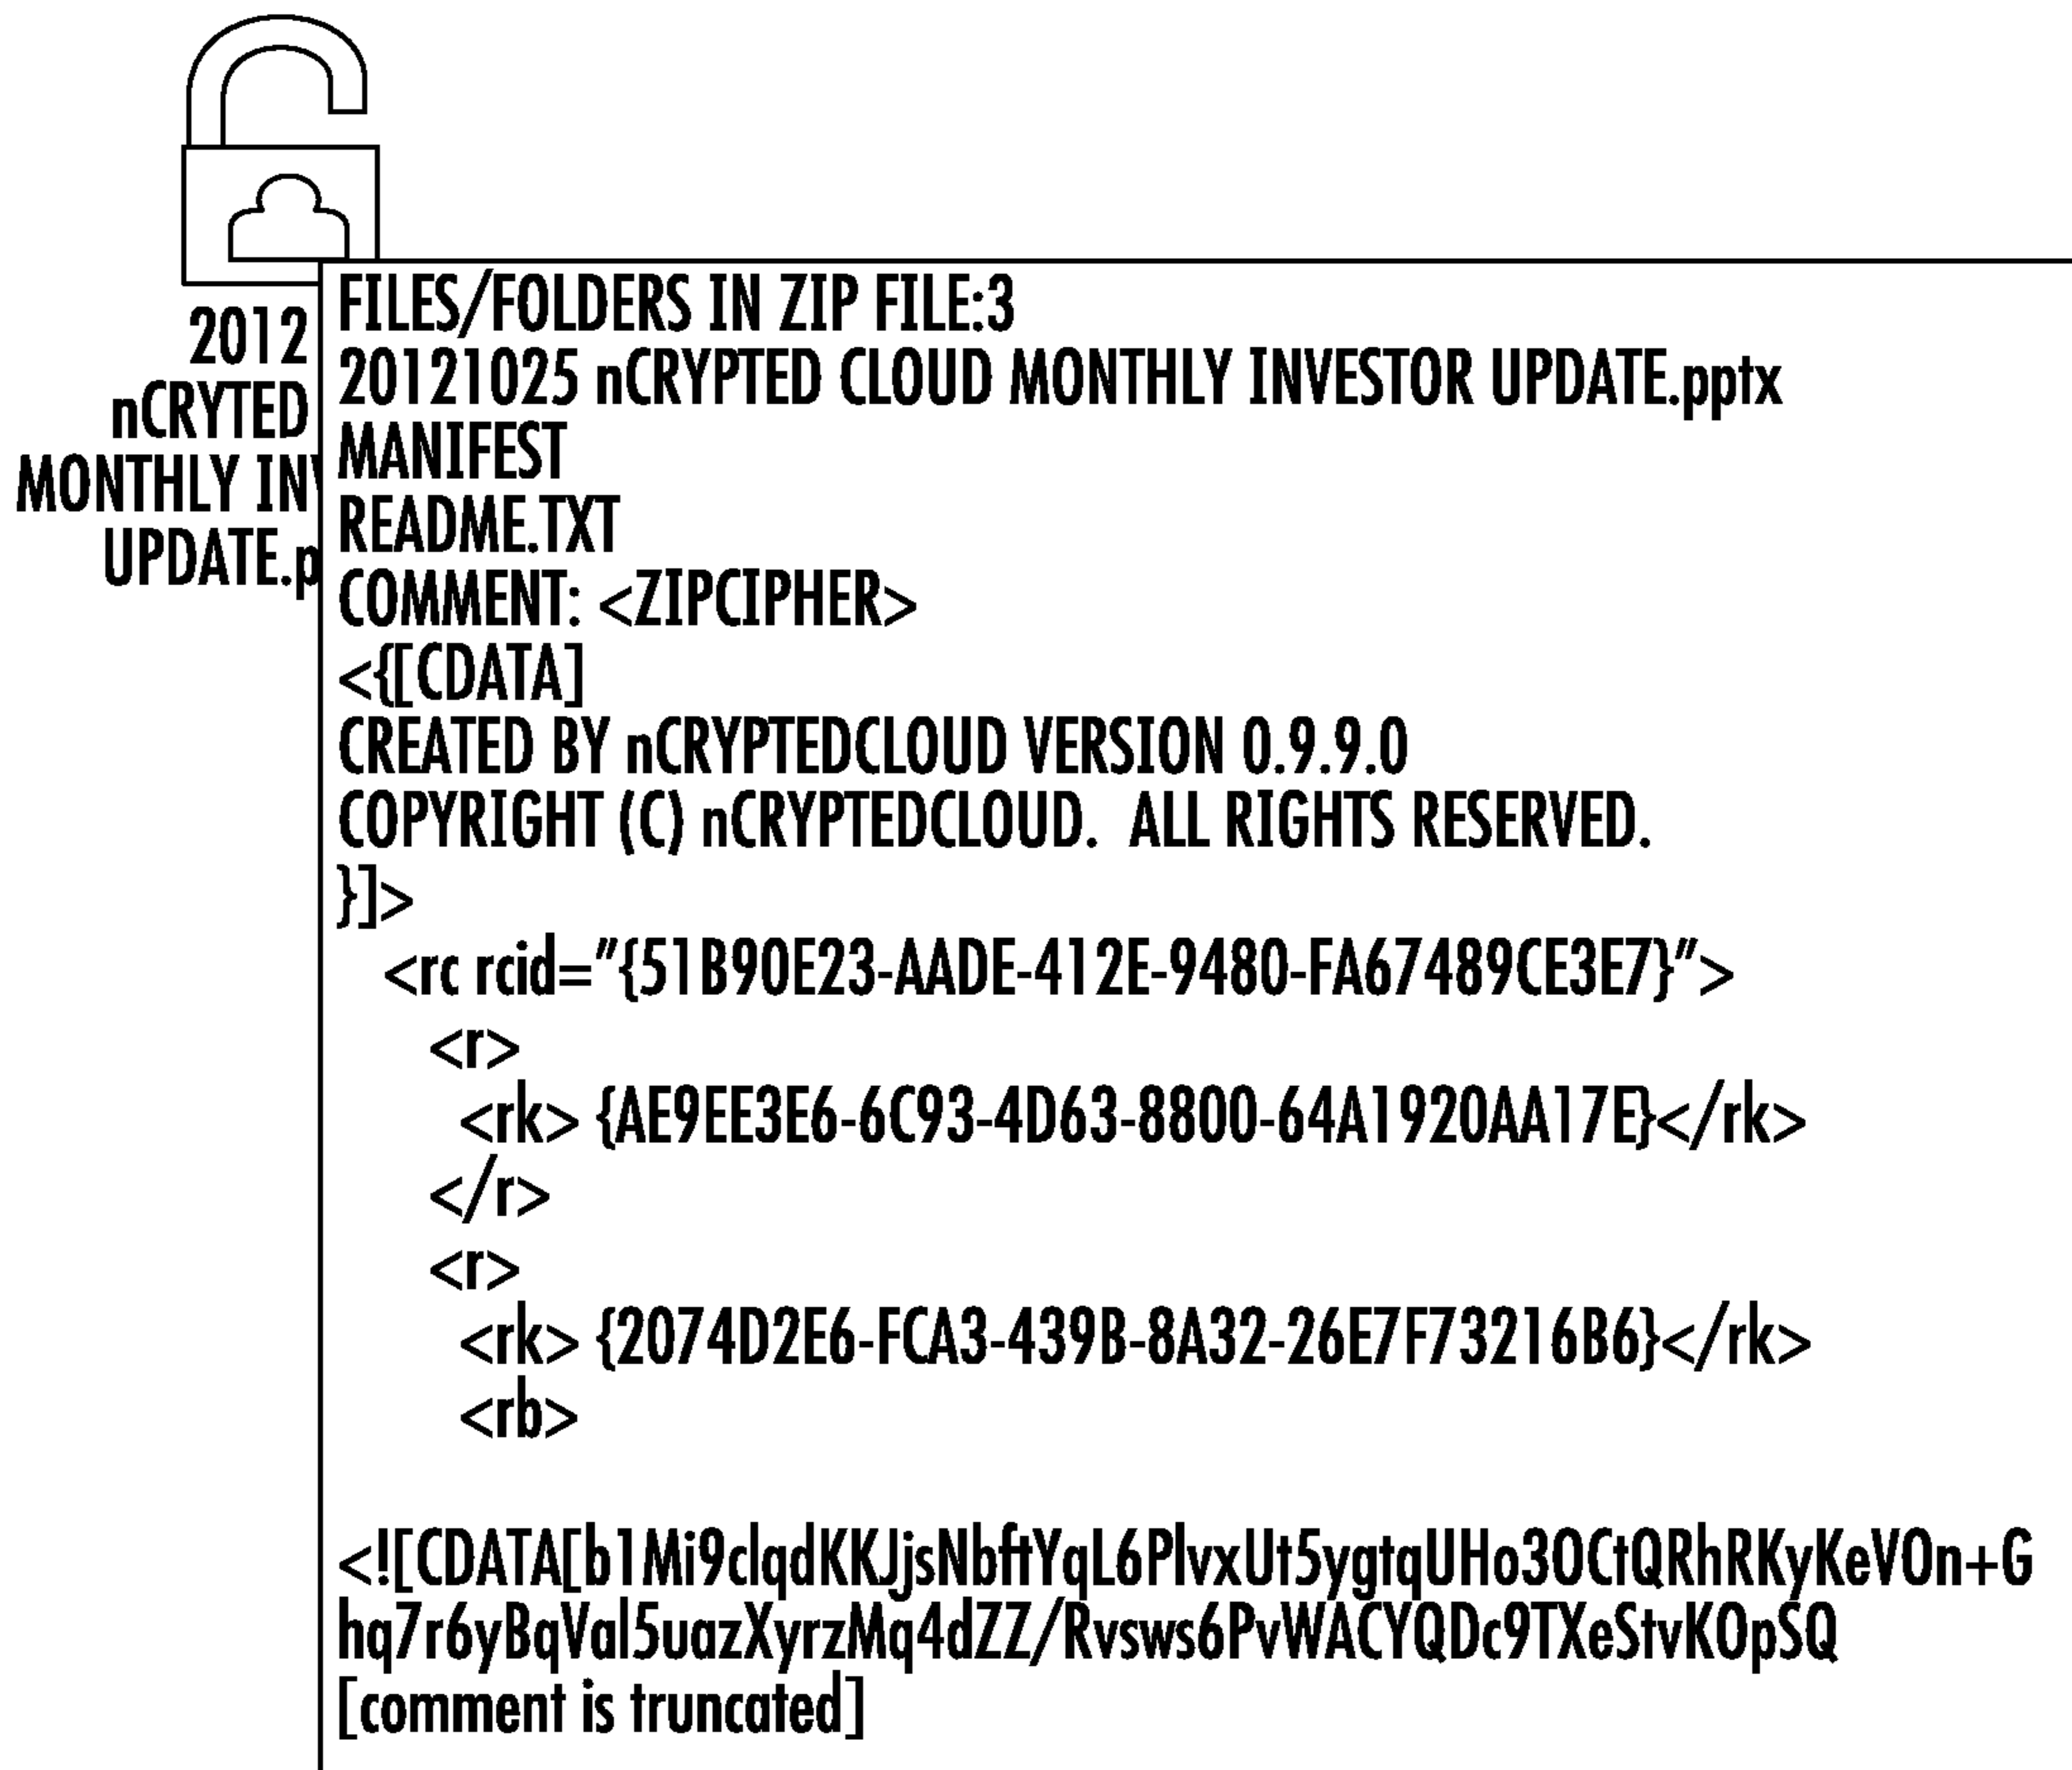 2012
nCRYTED
MONTHLY INV
UPDATE.p
FILES/FOLDERS IN ZIP FILE:3
20121025 nCRYPTED CLOUD MONTHLY INVESTOR UPDATE.pptx
MANIFEST
README.TXT
COMMENT: <ZIPCIPHER>
<{[CDATA]
CREATED BY nCRYPTEDCLOUD VERSION 0.9.9.0
COPYRIGHT (C) nCRYPTEDCLOUD.  ALL RIGHTS RESERVED.
}]>
<rc rcid="{51B90E23-AADE-412E-9480-FA67489CE3E7}">
<r>
<rk> {AE9EE3E6-6C93-4D63-8800-64A1920AA17E}</rk>
</r>
<r>
<rk> {2074D2E6-FCA3-439B-8A32-26E7F73216B6}</rk>
<rb>
<![CDATA[b1Mi9clqdKKJjsNbftYqL6PlvxUt5ygtqUHo3OCtQRhRKyKeVOn+G
hq7r6yBqVal5uazXyrzMq4dZZ/Rvsws6PvWACYQDc9TXeStvKOpSQ
[comment is truncated]